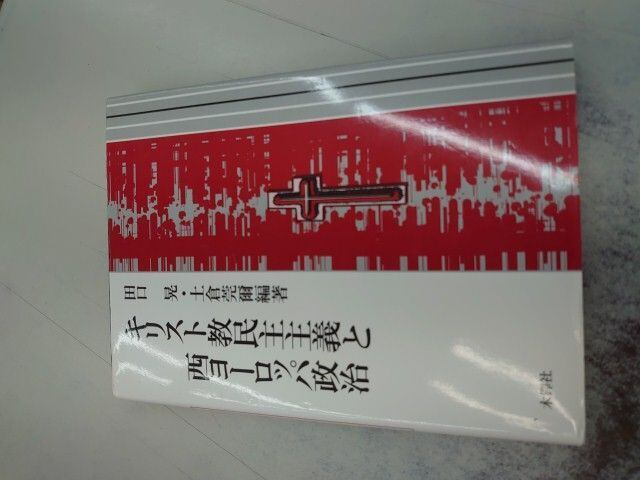 キリスト教民主主義と
西ヨーロッパ政治
田口 晃・土倉莞爾編著
木鐸社